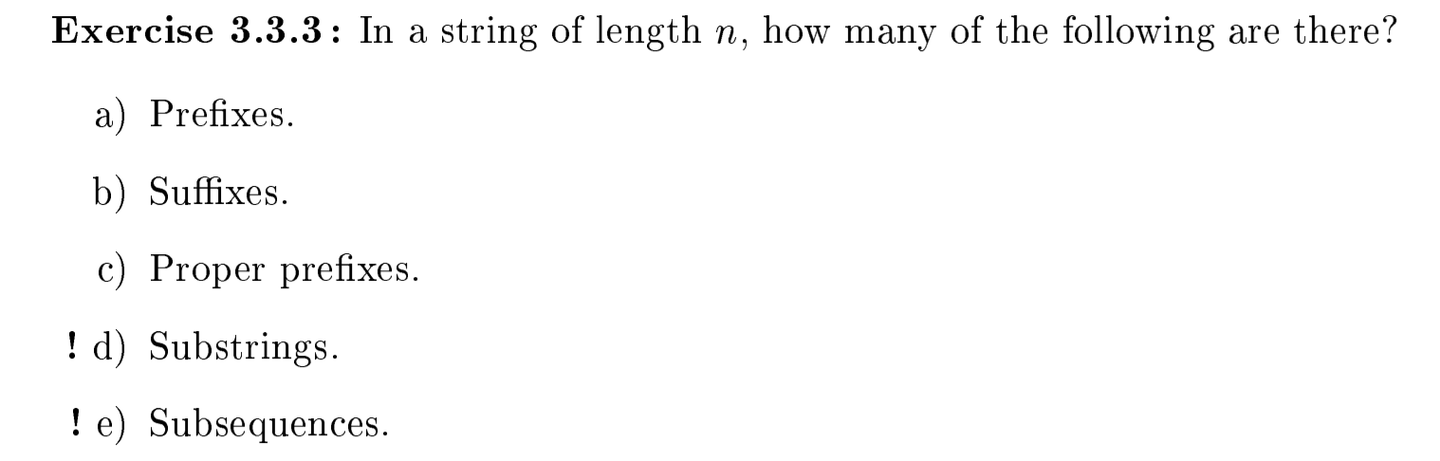 Exercise 3.3.3: In a string of length n, how many of the following are there?
a) Prefixes.
b) Suffixes.
c) Proper prefixes.
! d) Substrings.
! e) Subsequences.